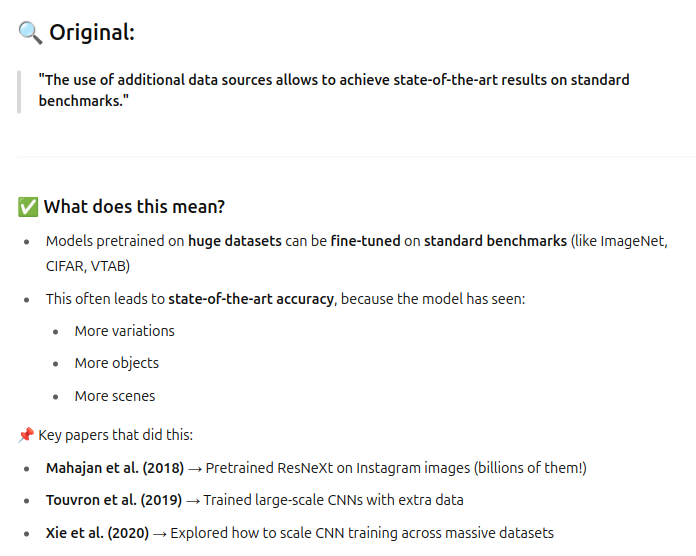 🔍 Original:
"The use of additional data sources allows to achieve state-of-the-art results on standard
benchmarks."
✅ What does this mean?
• Models pretrained on huge datasets can be fine-tuned on standard benchmarks (like ImageNet,
CIFAR, VTAB)
• This often leads to state-of-the-art accuracy, because the model has seen:
• More variations
• More objects
• More scenes
📌 Key papers that did this:
• Mahajan et al. (2018) → Pretrained ResNeXt on Instagram images (billions of them!)
• Touvron et al. (2019) → Trained large-scale CNNs with extra data
• Xie et al. (2020) → Explored how to scale CNN training across massive datasets